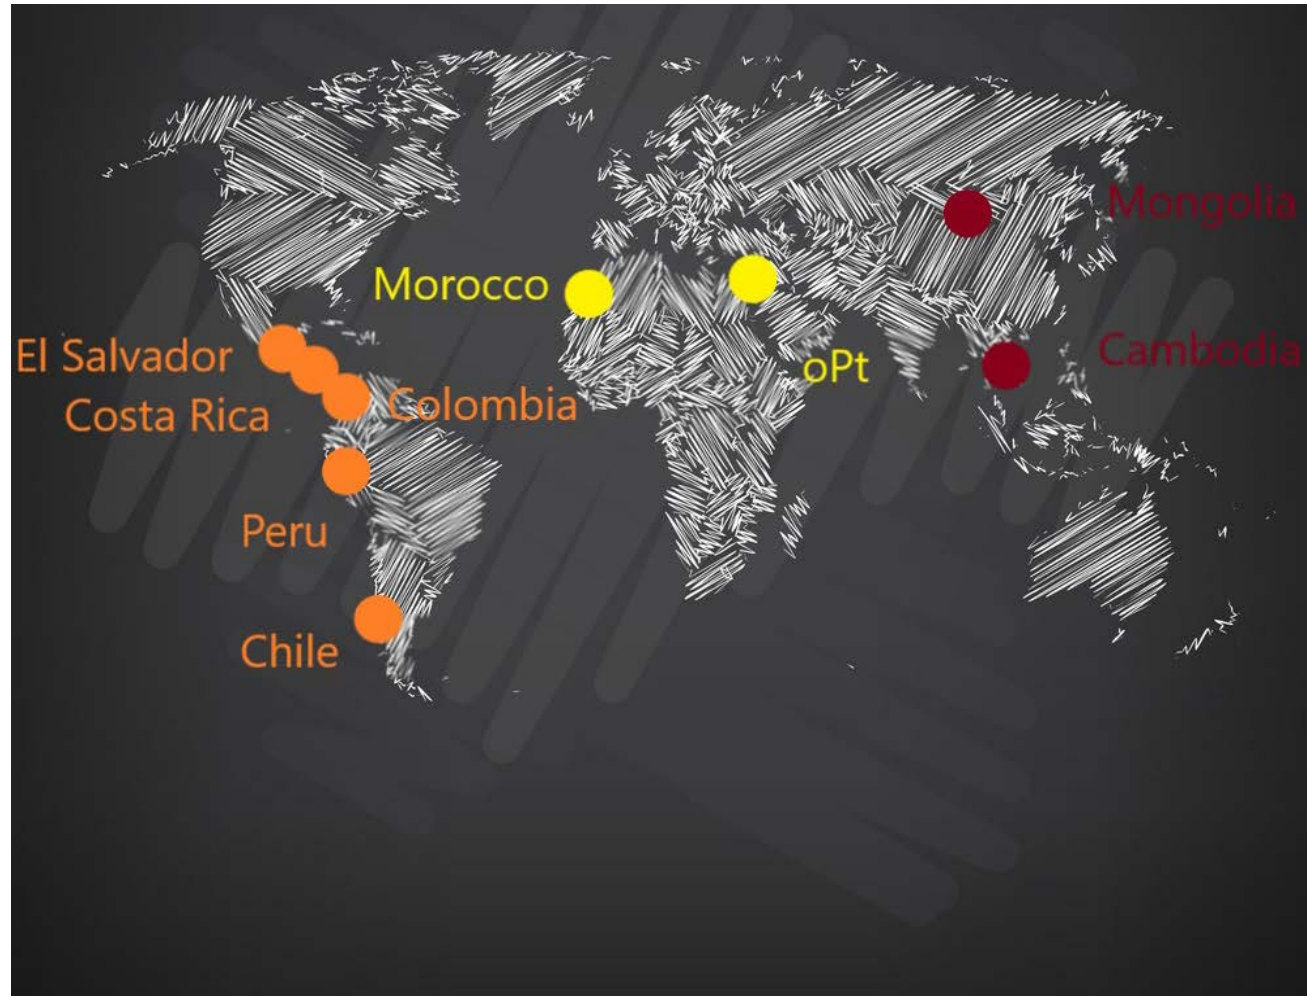 Mongolia
Morocco
El Salvador
Cambodia
oPt
Costa Rica
Colombia
Peru
Chile